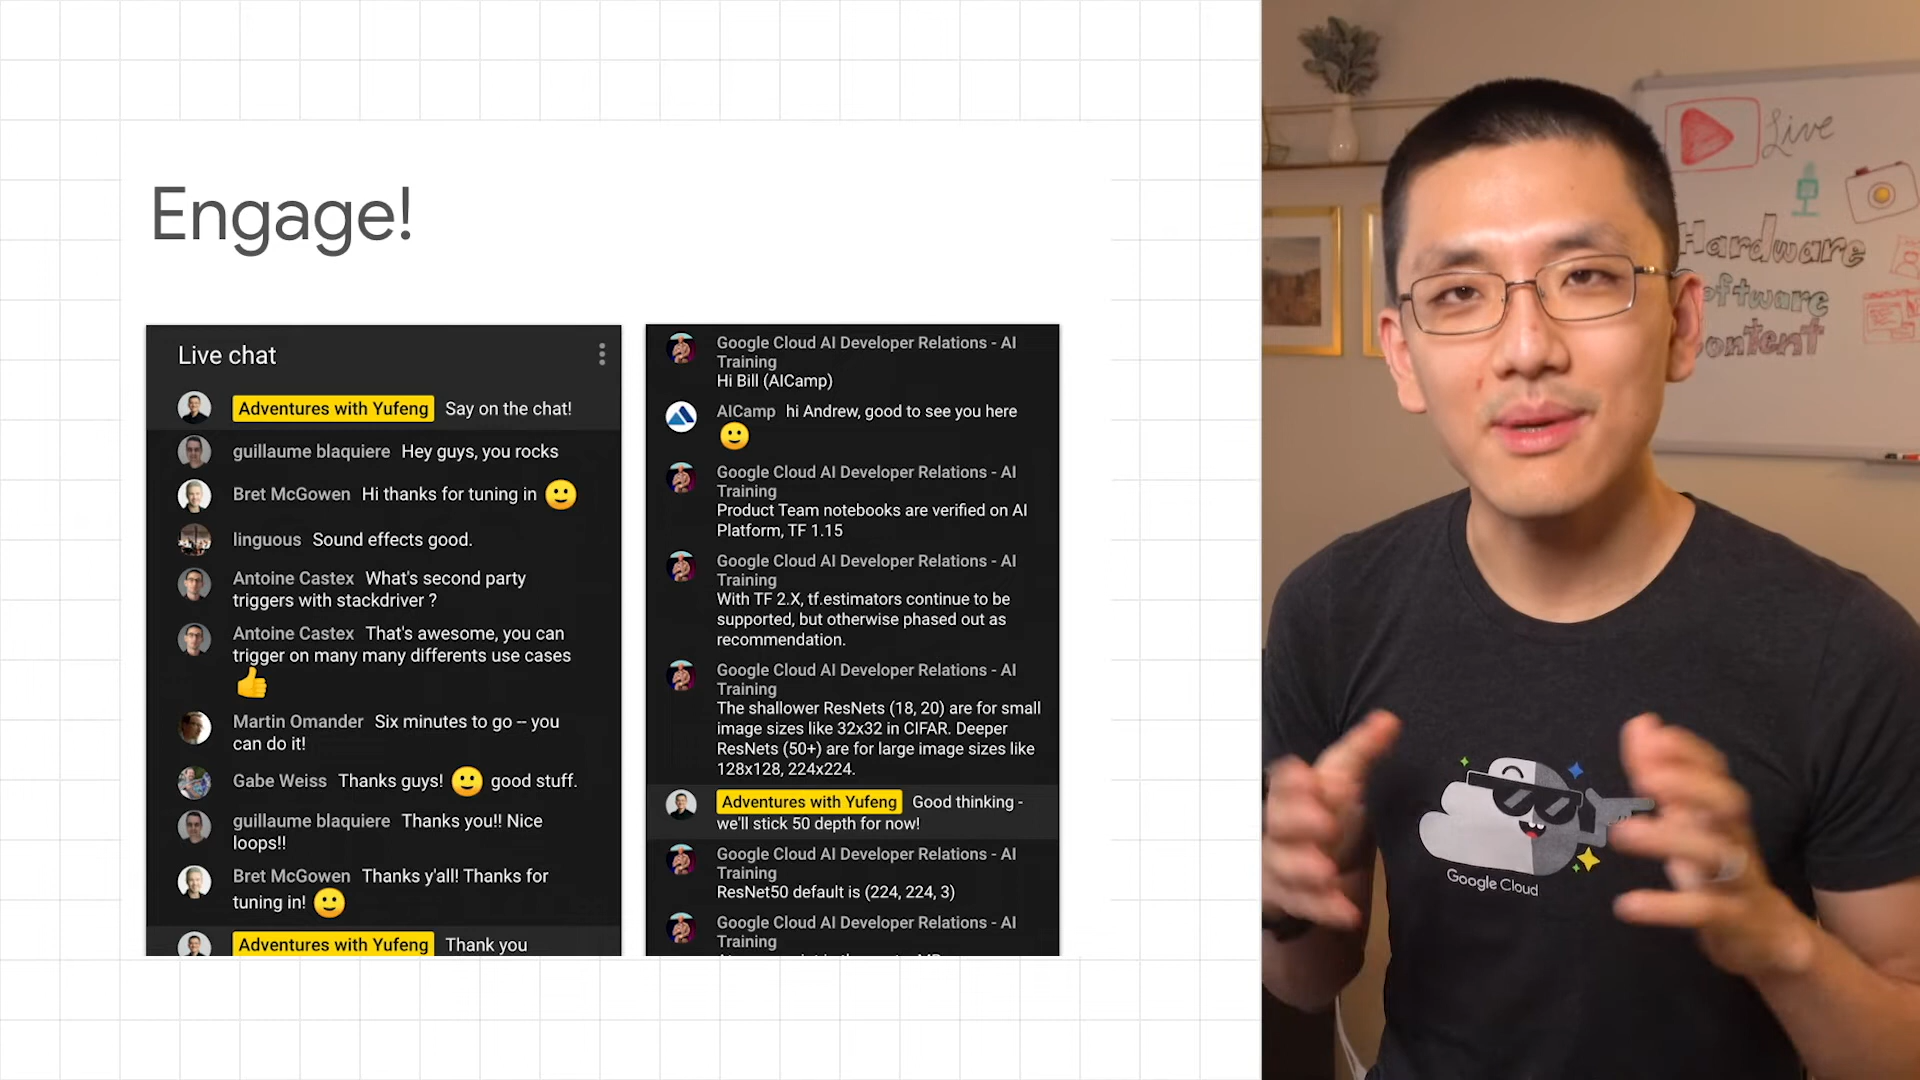 Engage!
Live chat
Adventures with Yufeng Say on the chat!
guillaume blaquiere Hey guys, you rocks
Bret McGowen Hi thanks for tuning in 🙂
linguous Sound effects good.
Antoine Castex What's second party
triggers with stackdriver ?
Antoine Castex That's awesome, you can
trigger on many many differents use cases
👍
Martin Omander Six minutes to go -- you
can do it!
Gabe Weiss Thanks guys! 🙂 good stuff.
guillaume blaquiere Thank you!! Nice
loops!!
Bret McGowen Thanks y'all! Thanks for
tuning in! 🙂
Adventures with Yufeng Thank you
Google Cloud AI Developer Relations - AI
Training
Hi Bill (AICamp)
AICamp hi Andrew, good to see you here
🙂
Google Cloud AI Developer Relations - AI
Training
Product Team notebooks are verified on AI
Platform, TF 1.15
Google Cloud AI Developer Relations - AI
Training
With TF 2.X, tf.estimators continue to be
supported, but otherwise phased out as
recommendation.
Google Cloud AI Developer Relations - AI
Training
The shallower ResNets (18, 20) are for small
image sizes like 32x32 in CIFAR. Deeper
ResNets (50+) are for large image sizes like
128x128, 224x224.
Adventures with Yufeng Good thinking -
we'll stick 50 depth for now!
Google Cloud AI Developer Relations - AI
Training
ResNet50 default is (224, 224, 3)
Google Cloud AI Developer Relations - AI
Training
Live
Hardware
Software
Content
Google Cloud